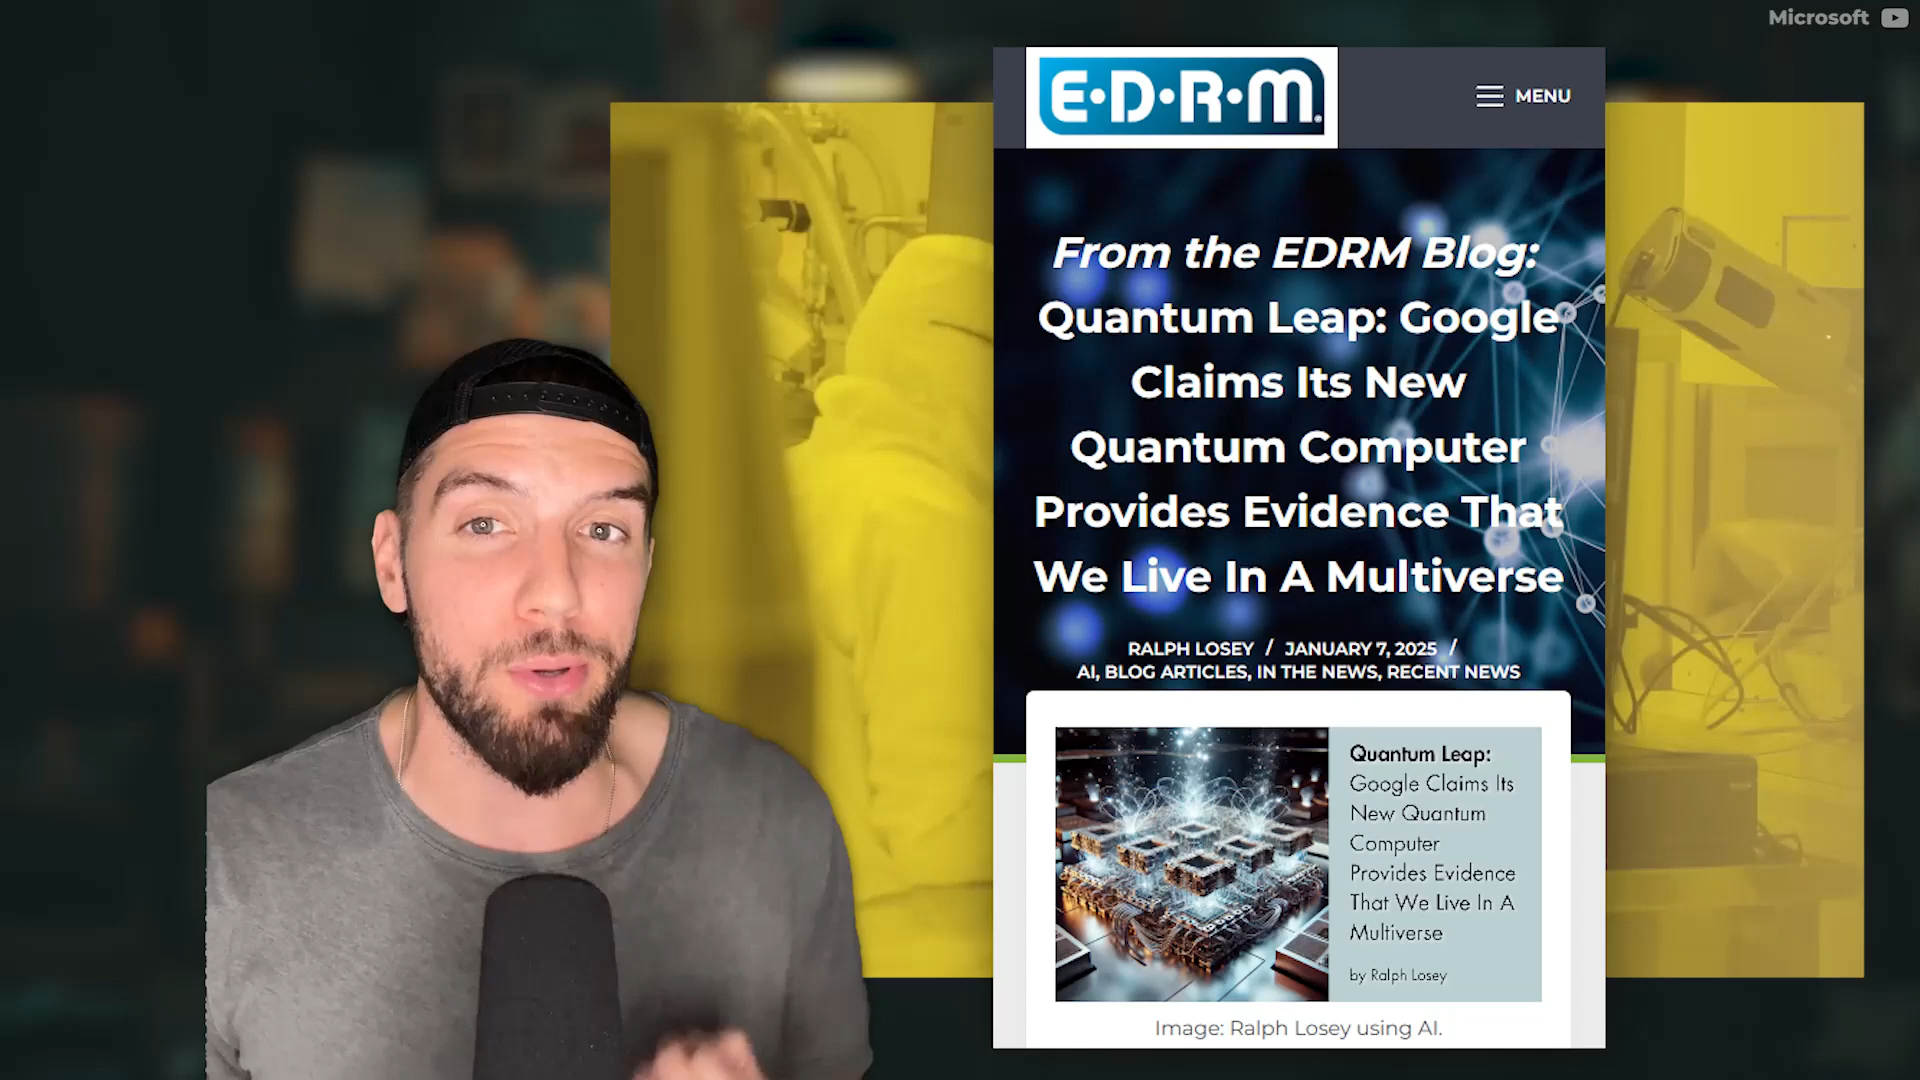 Microsoft
E·D·R·M®
MENU
From the EDRM Blog:
Quantum Leap: Google
Claims Its New
Quantum Computer
Provides Evidence That
We Live In A Multiverse
RALPH LOSEY / JANUARY 7, 2025 /
AI, BLOG ARTICLES, IN THE NEWS, RECENT NEWS
Quantum Leap:
Google Claims Its
New Quantum
Computer
Provides Evidence
That We Live In A
Multiverse
by Ralph Losey
Image: Ralph Losey using AI.